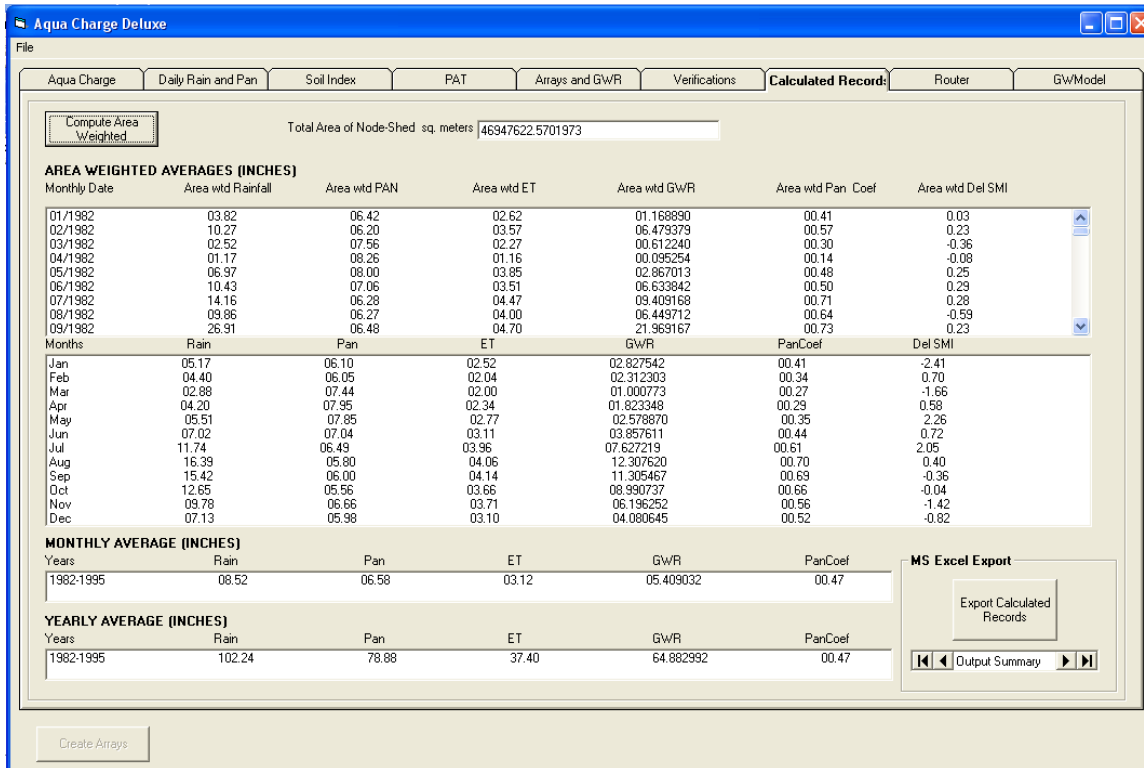 Aqua Charge Deluxe
File
Aqua Charge Daily Rain and Pan Soil Index PAT Arrays and GWR Verifications Calculated Records Router GWModel
Compute Area
Weighted
Total Area of Node-Shed sq. meters 46947622.5701973
AREA WEIGHTED AVERAGES (INCHES)
Monthly Date Area wtd Rainfall Area wtd PAN Area wtd ET Area wtd GWR Area wtd Pan Coef Area wtd Del SMI
01/1982 03.82 06.42 02.62 01.168890 00.41 0.03
02/1982 10.27 06.20 03.57 06.479379 00.57 0.23
03/1982 02.52 07.56 02.27 00.612240 00.30 -0.36
04/1982 01.17 08.26 01.16 00.095254 00.14 -0.08
05/1982 06.97 08.00 03.85 02.867013 00.48 0.25
06/1982 10.43 07.06 03.51 06.633842 00.50 0.29
07/1982 14.16 06.28 04.47 09.409168 00.71 0.28
08/1982 09.86 06.27 04.00 06.449712 00.64 -0.59
09/1982 26.91 06.48 04.70 21.969167 00.73 0.23
Months Rain Pan ET GWR PanCoef Del SMI
Jan 05.17 06.10 02.52 02.827542 00.41 -2.41
Feb 04.40 06.05 02.04 02.312303 00.34 0.70
Mar 02.88 07.44 02.00 01.000773 00.27 -1.66
Apr 04.20 07.95 02.34 01.823348 00.29 0.58
May 05.51 07.85 02.77 02.578870 00.35 2.26
Jun 07.02 07.04 03.11 03.857611 00.44 0.72
Jul 11.74 06.49 03.96 07.627219 00.61 2.05
Aug 16.39 05.80 04.06 12.307620 00.70 0.40
Sep 15.42 06.00 04.14 11.305467 00.69 -0.36
Oct 12.65 05.56 03.66 08.990737 00.66 -0.04
Nov 09.78 06.66 03.71 06.196252 00.56 -1.42
Dec 07.13 05.98 03.10 04.080645 00.52 -0.82
MONTHLY AVERAGE (INCHES)
Years Rain Pan ET GWR PanCoef
1982-1995 08.52 06.58 03.12 05.409032 00.47
YEARLY AVERAGE (INCHES)
Years Rain Pan ET GWR PanCoef
1982-1995 102.24 78.88 37.40 64.882992 00.47
MS Excel Export
Export Calculated
Records
Output Summary
Create Arrays